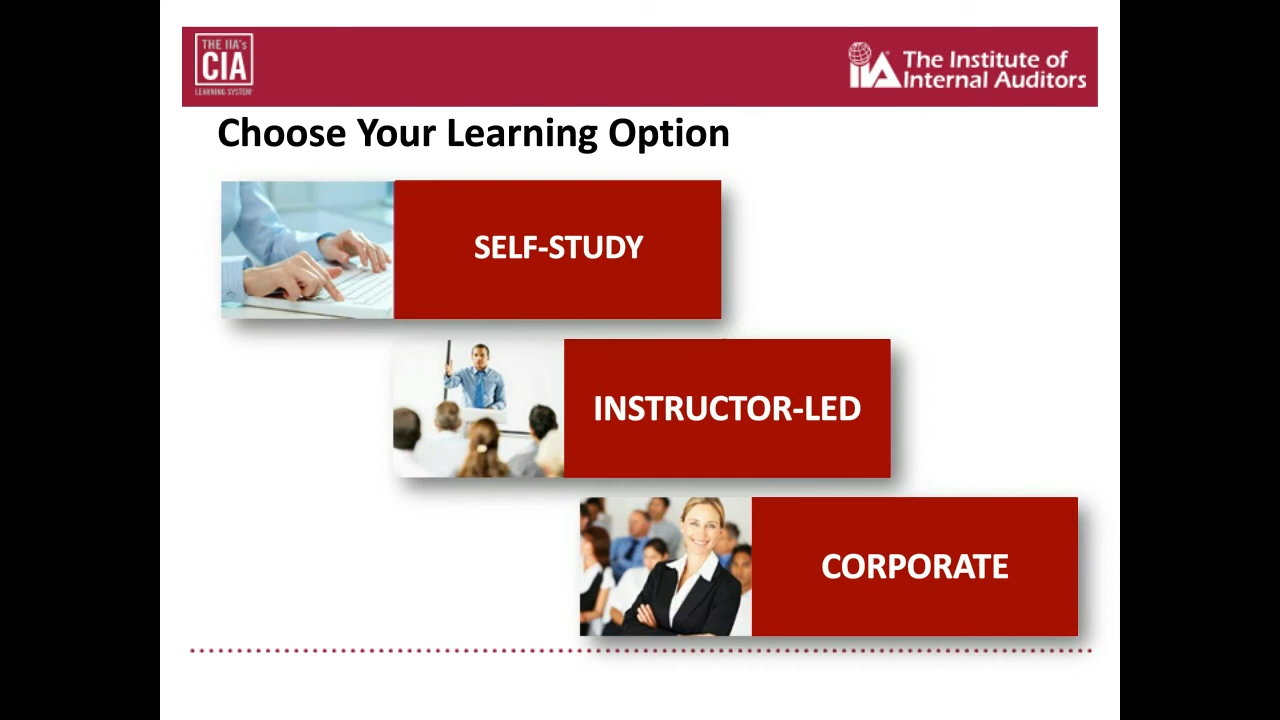 THE IIA's
CIA
LEARNING SYSTEM
IIA
The Institute of
Internal Auditors
Choose Your Learning Option
SELF-STUDY
INSTRUCTOR-LED
CORPORATE